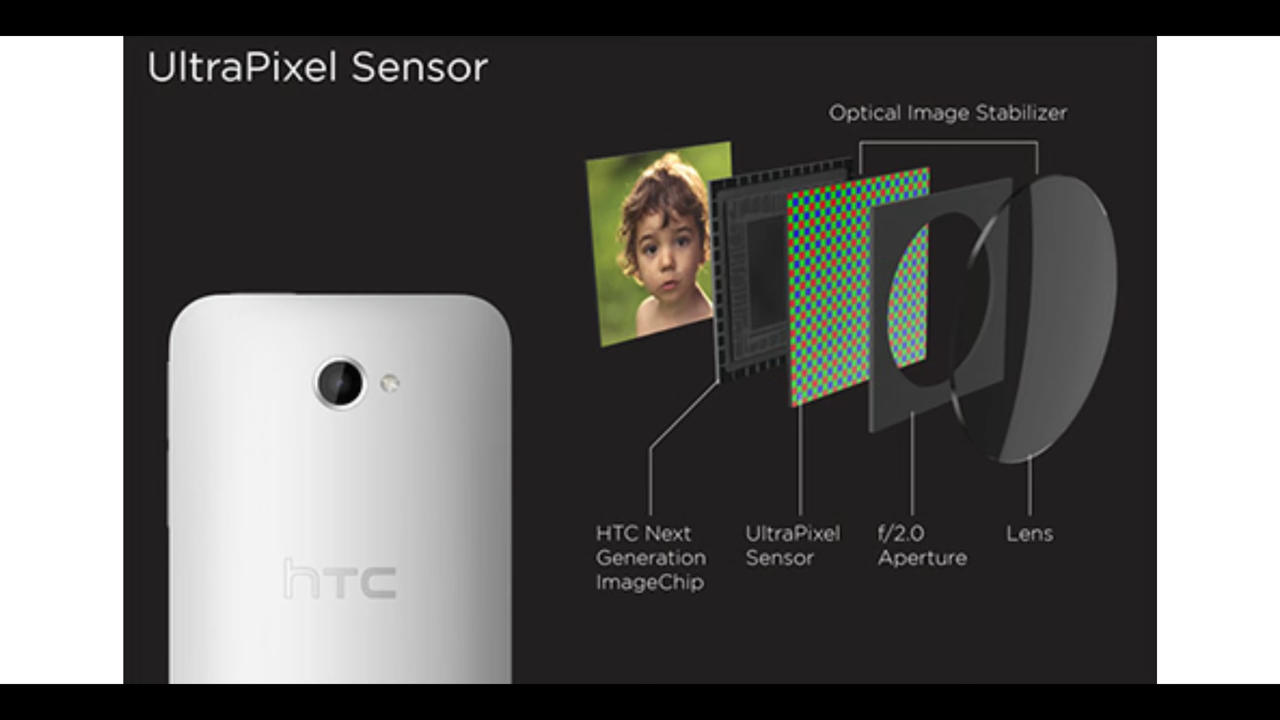 UltraPixel Sensor
Optical Image Stabilizer
HTC Next
Generation
ImageChip
UltraPixel
Sensor
f/2.0
Aperture
Lens
hTC